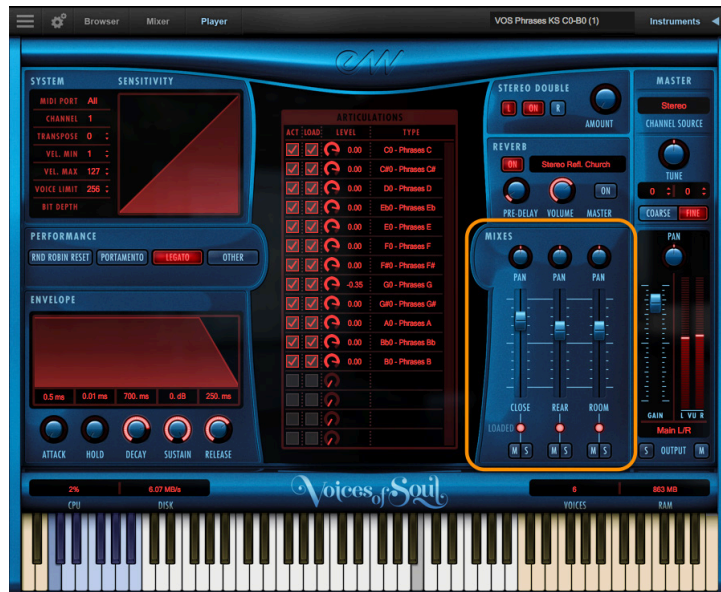 Browser Mixer Player VOS Phrases KS C0-B0 (1) Instruments
EW
SYSTEM SENSITIVITY
MIDI PORT All
CHANNEL 1
TRANSPOSE 0
VEL. MIN 1
VEL. MAX 127
VOICE LIMIT 256
BIT DEPTH
PERFORMANCE
RND ROBIN RESET PORTAMENTO LEGATO OTHER
ENVELOPE
0.5 ms 0.01 ms 700. ms 0. dB 250. ms
ATTACK HOLD DECAY SUSTAIN RELEASE
ARTICULATIONS
ACT LOAD LEVEL TYPE
0.00 C0 - Phrases C
0.00 C#0 - Phrases C#
0.00 D0 - Phrases D
0.00 Eb0 - Phrases Eb
0.00 E0 - Phrases E
0.00 F0 - Phrases F
0.00 F#0 - Phrases F#
-0.35 G0 - Phrases G
0.00 G#0 - Phrases G#
0.00 A0 - Phrases A
0.00 Bb0 - Phrases Bb
0.00 B0 - Phrases B
STEREO DOUBLE
L ON R
AMOUNT
REVERB
ON Stereo Refl. Church
ON
PRE-DELAY VOLUME MASTER
MIXES
PAN PAN PAN
CLOSE REAR ROOM
LOADED
M S M S M S
MASTER
Stereo
CHANNEL SOURCE
TUNE
0 0
COARSE FINE
PAN
GAIN L VU R
Main L/R
S OUTPUT M
2% 6.07 MB/s
CPU DISK
Voices of Soul
6 863 MB
VOICES RAM